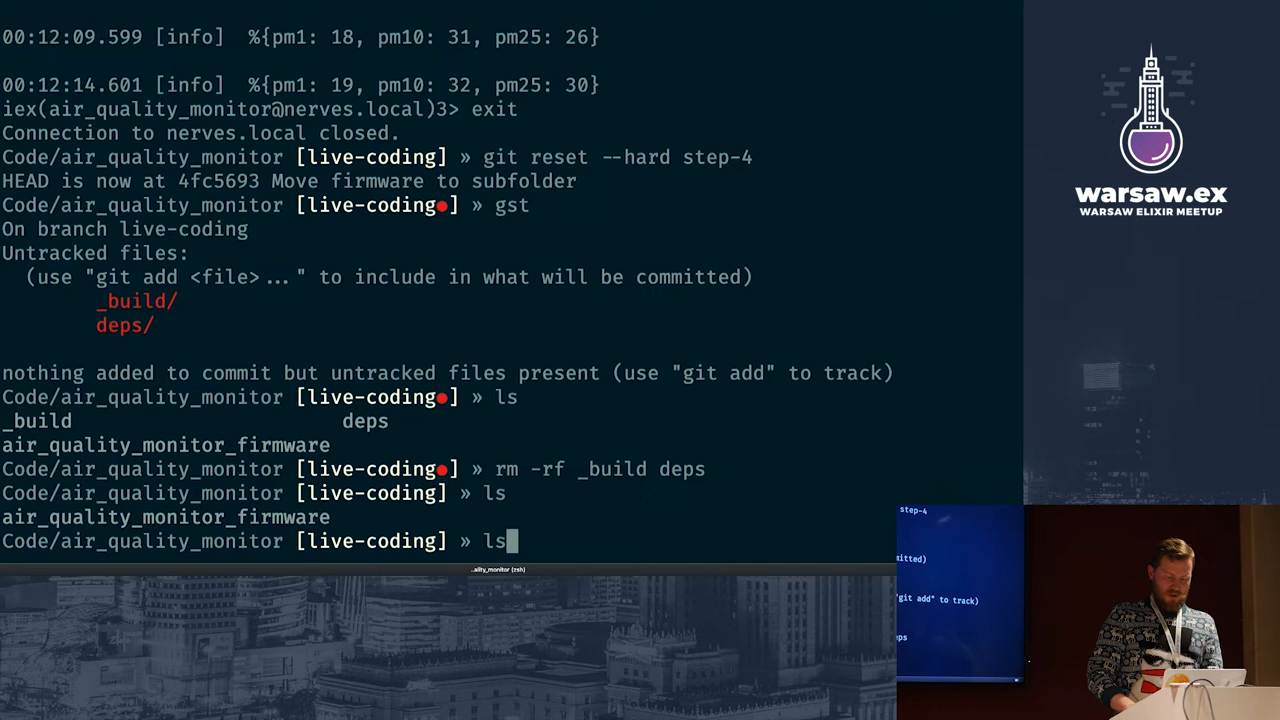 00:12:09.599 [info]  %{pm1: 18, pm10: 31, pm25: 26}
00:12:14.601 [info]  %{pm1: 19, pm10: 32, pm25: 30}
iex(air_quality_monitor@nerves.local)3> exit
Connection to nerves.local closed.
Code/air_quality_monitor [live-coding] » git reset --hard step-4
HEAD is now at 4fc5693 Move firmware to subfolder
Code/air_quality_monitor [live-coding●] » gst
On branch live-coding
Untracked files:
  (use "git add <file>..." to include in what will be committed)
        _build/
        deps/
nothing added to commit but untracked files present (use "git add" to track)
Code/air_quality_monitor [live-coding●] » ls
_build                       deps
air_quality_monitor_firmware
Code/air_quality_monitor [live-coding●] » rm -rf _build deps
Code/air_quality_monitor [live-coding] » ls
air_quality_monitor_firmware
Code/air_quality_monitor [live-coding] » ls
..ality_monitor (zsh)
warsaw.ex
WARSAW ELIXIR MEETUP
step-4
mitted)
git add" to track)
eps